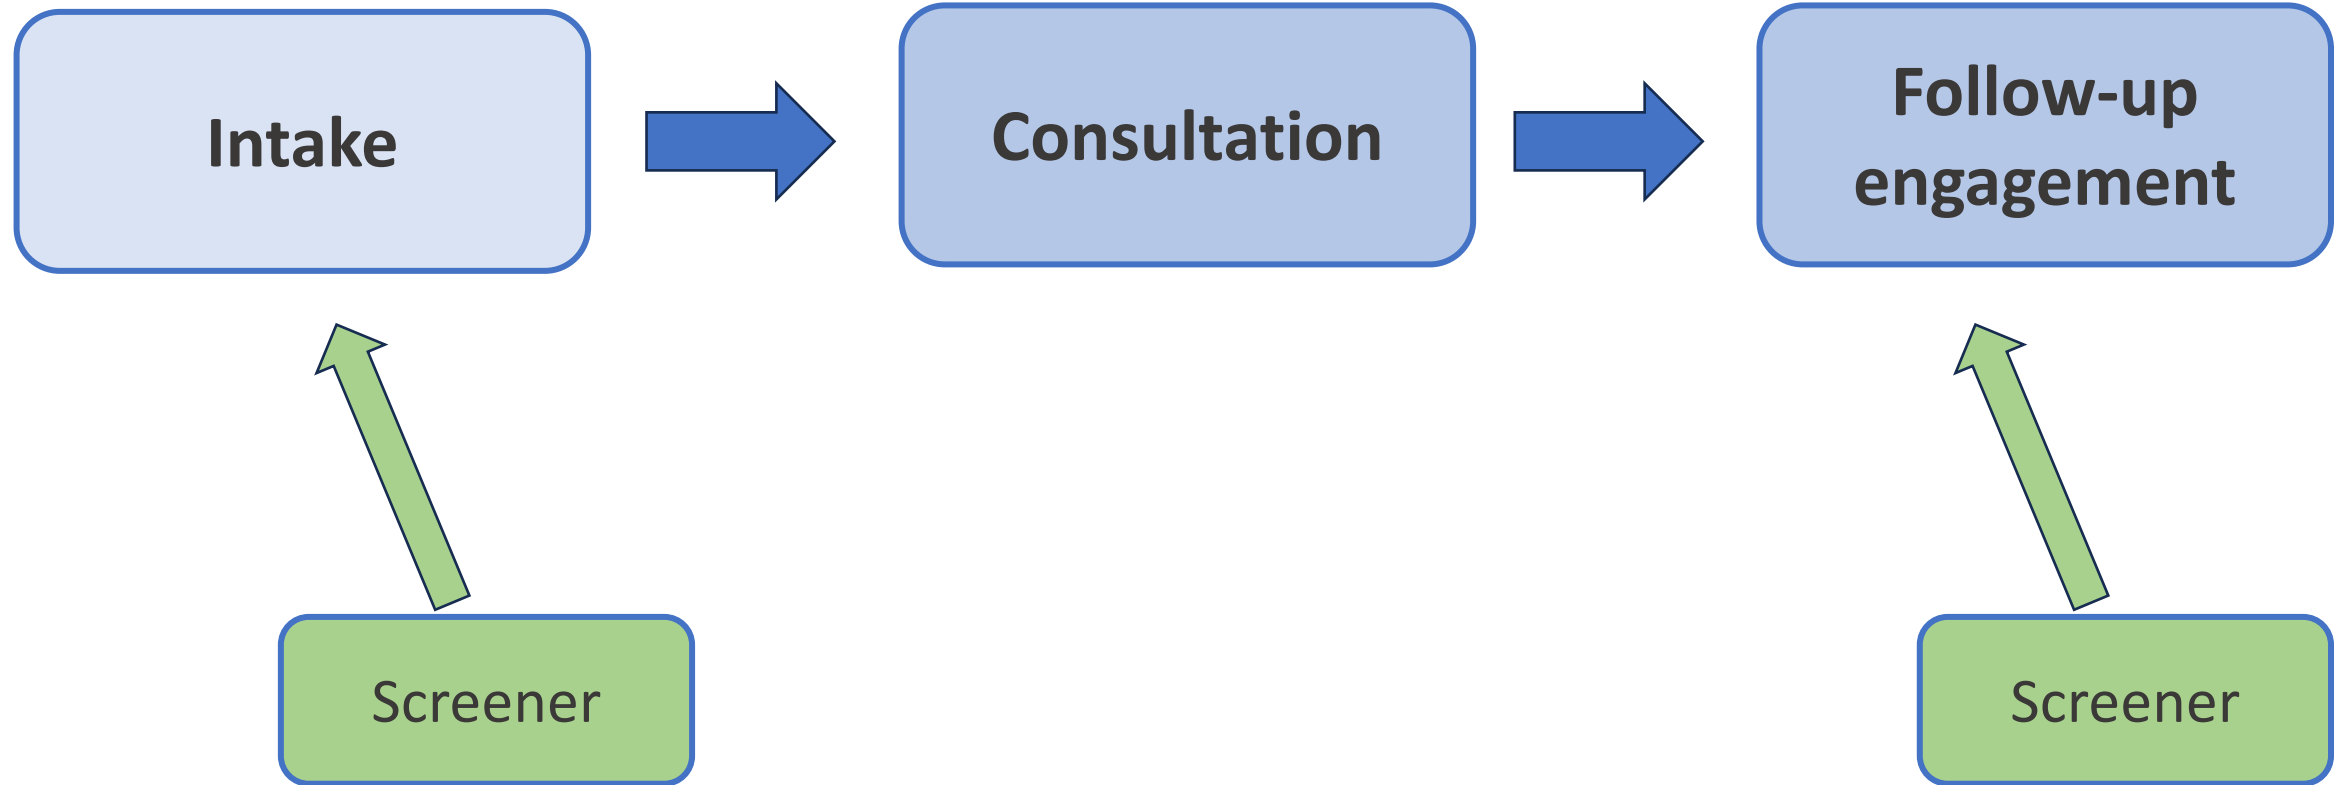 Intake
Consultation
Follow-up
engagement
Screener
Screener